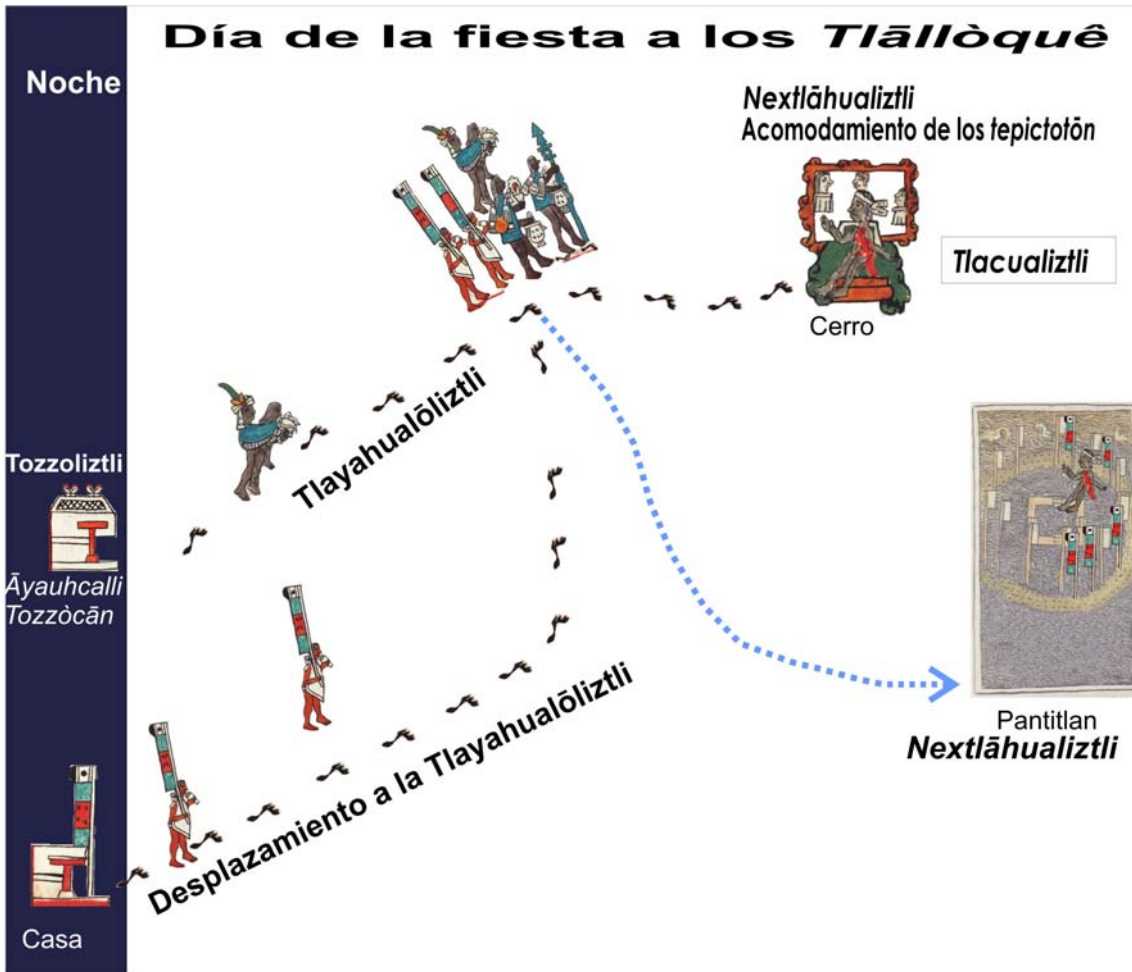 Día de la fiesta a los Tlāllòquê
Noche
Nextlāhualiztli
Acomodamiento de los tepictotōn
Tlacualiztli
Cerro
Tlayahualōliztli
Tozzoliztli
Āyauhcalli
Tozzòcān
Desplazamiento a la Tlayahualōliztli
Pantitlan
Nextlāhualiztli
Casa